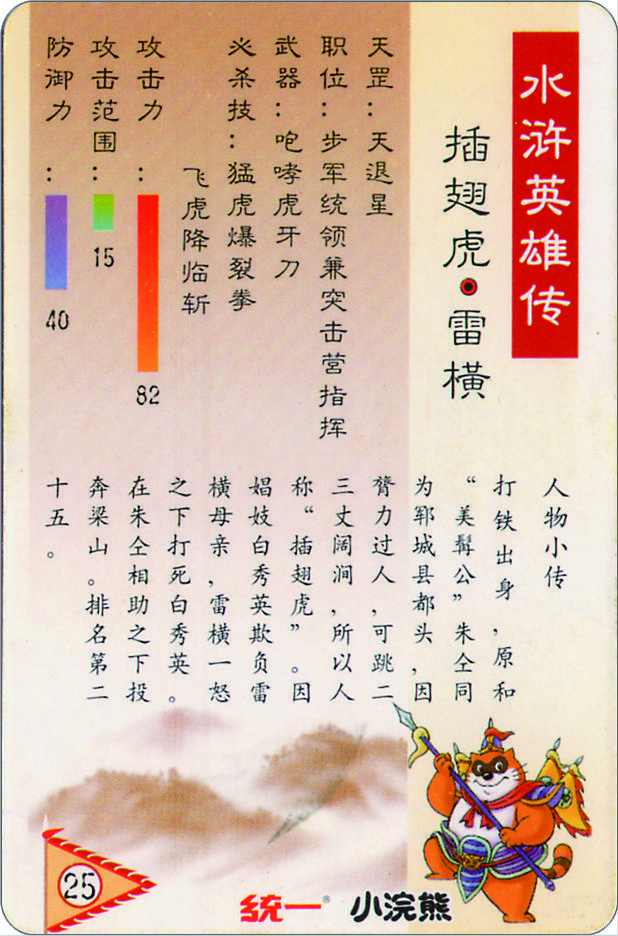 水浒英雄传
插翅虎·雷横
天罡：天退星
职位：步军统领兼突击营指挥
武器：咆哮虎牙刀
必杀技：猛虎爆裂拳
飞虎降临斩
攻击力：
82
攻击范围：
15
防御力：
40
人物小传
打铁出身，原和
“美髯公”朱仝同
为郓城县都头，因
膂力过人，可跳二
三丈阔涧，所以人
称“插翅虎”。因
娼妓白秀英欺负雷
横母亲，雷横一怒
之下打死白秀英。
在朱仝相助之下投
奔梁山。排名第二
十五。
25
统一®
小浣熊